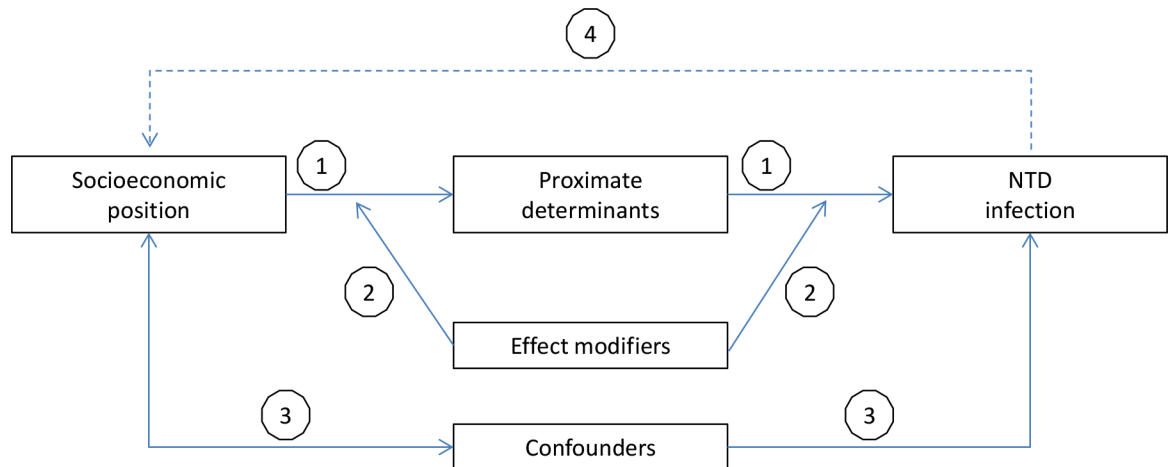 4
1
1
Socioeconomic
position
Proximate
determinants
NTD
infection
2
2
Effect modifiers
3
3
Confounders